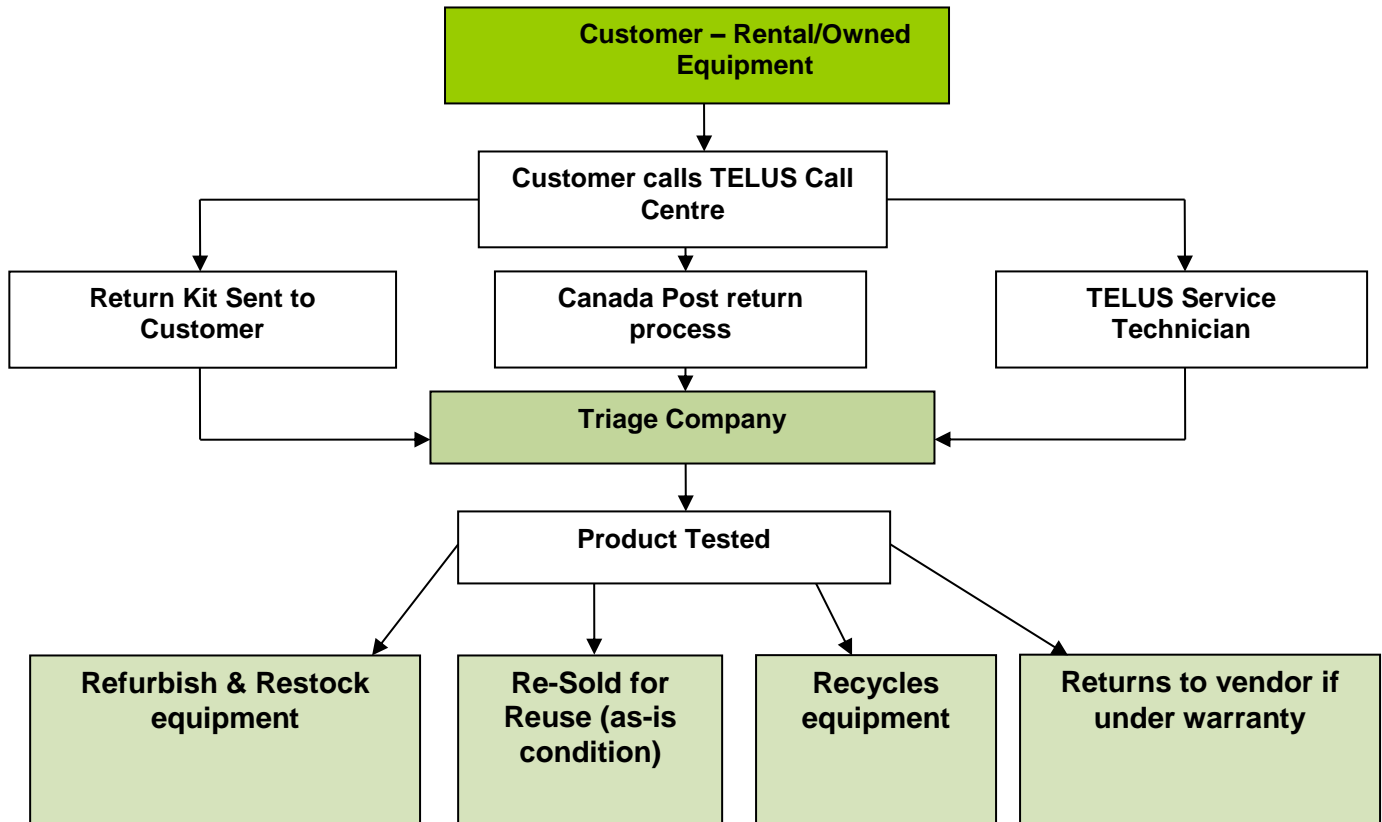 Customer – Rental/Owned
Equipment
Customer calls TELUS Call
Centre
Return Kit Sent to
Customer
Canada Post return
process
TELUS Service
Technician
Triage Company
Product Tested
Refurbish & Restock
equipment
Re-Sold for
Reuse (as-is
condition)
Recycles
equipment
Returns to vendor if
under warranty